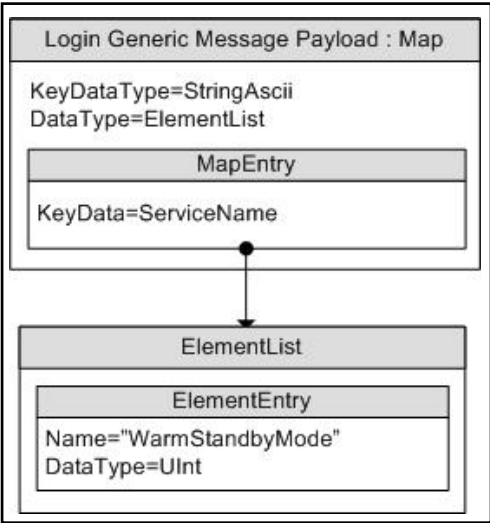 Login Generic Message Payload : Map
KeyDataType=StringAscii
DataType=ElementList
MapEntry
KeyData=ServiceName
ElementList
ElementEntry
Name="WarmStandbyMode"
DataType=UInt